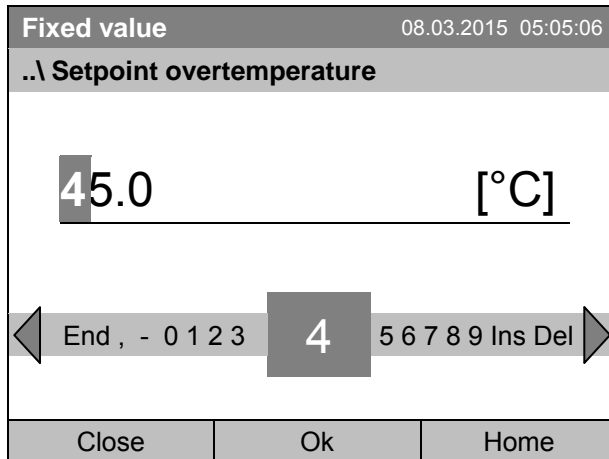 Fixed value 08.03.2015 05:05:06
..\ Setpoint overtemperature
45.0 [°C]
End , - 0 1 2 3 4 5 6 7 8 9 Ins Del
Close Ok Home